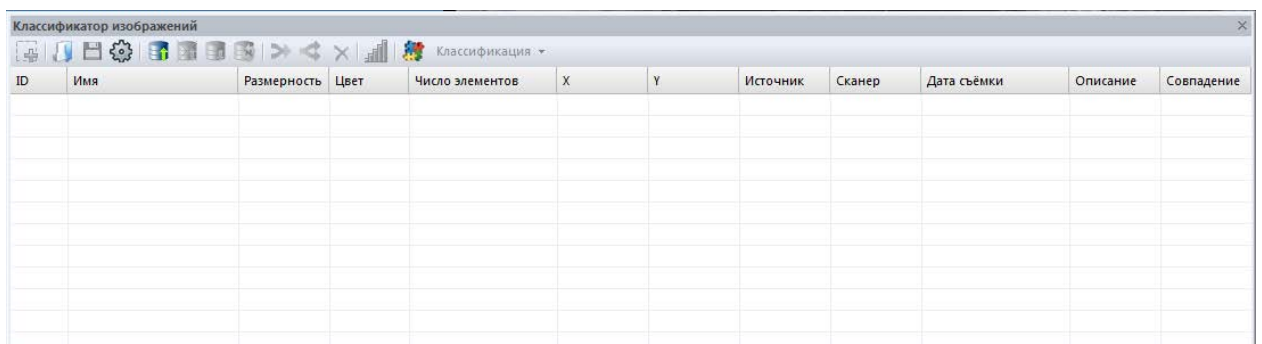 Классификатор изображений
Классификация
ID Имя Размерность Цвет Число элементов X Y Источник Сканер Дата съёмки Описание Совпадение